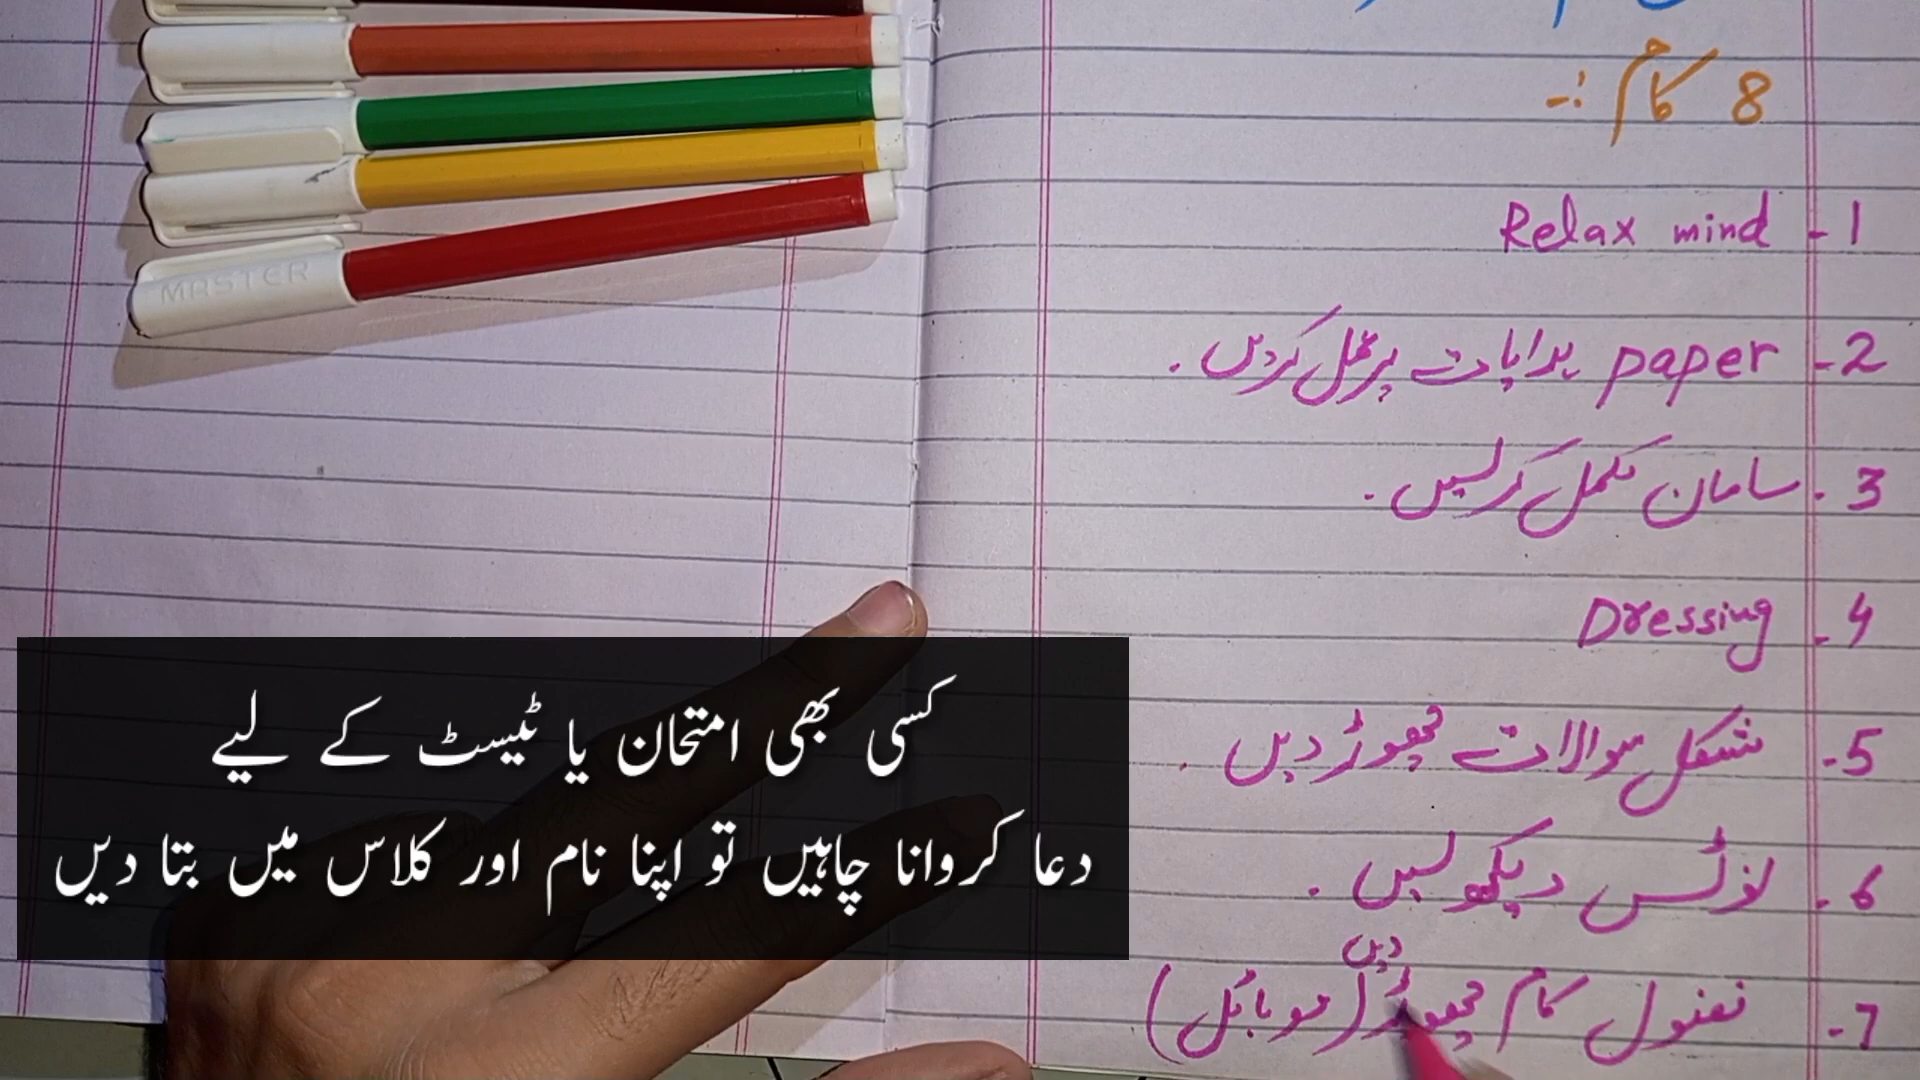 8 کام :-
1- Relax mind
2- paper ہدایات پر عمل کریں .
3. سامان مکمل کر لیں .
4. Dressing
5. مشکل سوالات چھوڑ دیں .
6. نوٹس دیکھ لیں .
7- فضول کام چھوڑ دیں (موبائل)
MASTER
کسی بھی امتحان یا ٹیسٹ کے لیے
دعا کروانا چاہیں تو اپنا نام اور کلاس میں بتا دیں